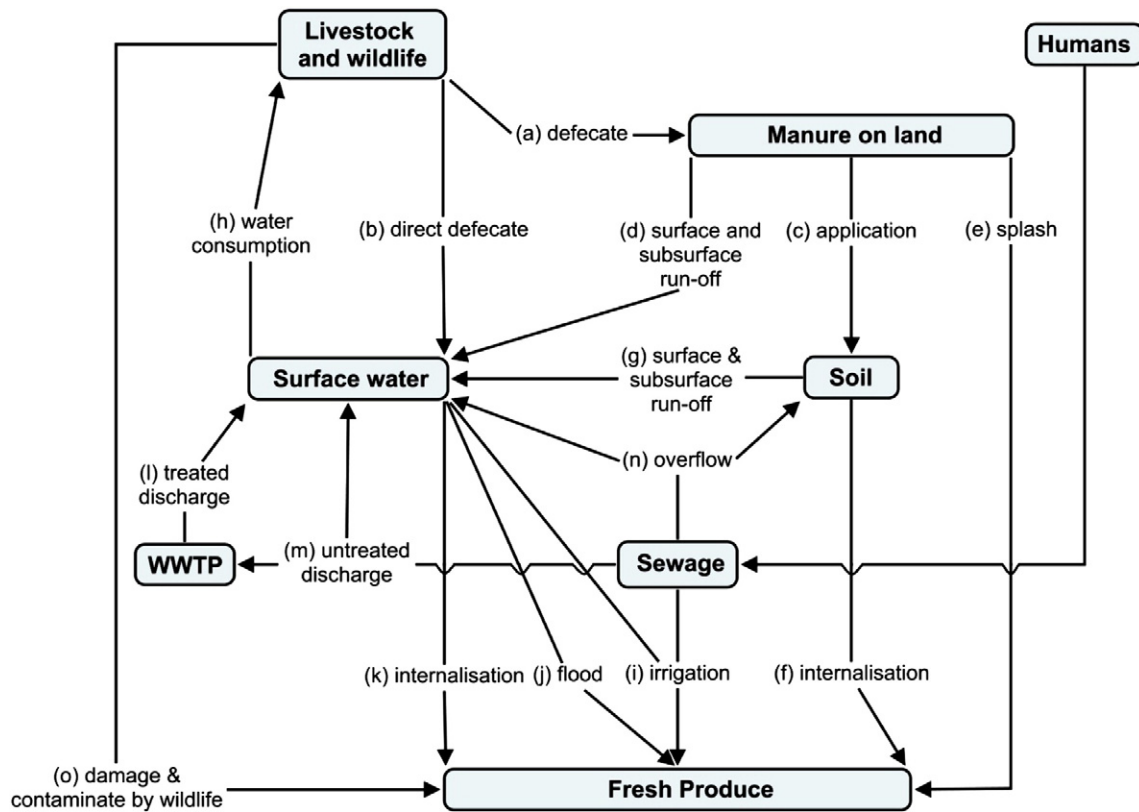 Livestock
and wildlife
Humans
(a) defecate
Manure on land
(h) water
consumption
(b) direct defecate
(d) surface and
subsurface
run-off
(c) application
(e) splash
Surface water
(g) surface &
subsurface
run-off
Soil
(l) treated
discharge
(n) overflow
WWTP
(m) untreated
discharge
Sewage
(k) internalisation
(j) flood
(i) irrigation
(f) internalisation
(o) damage &
contaminate by wildlife
Fresh Produce